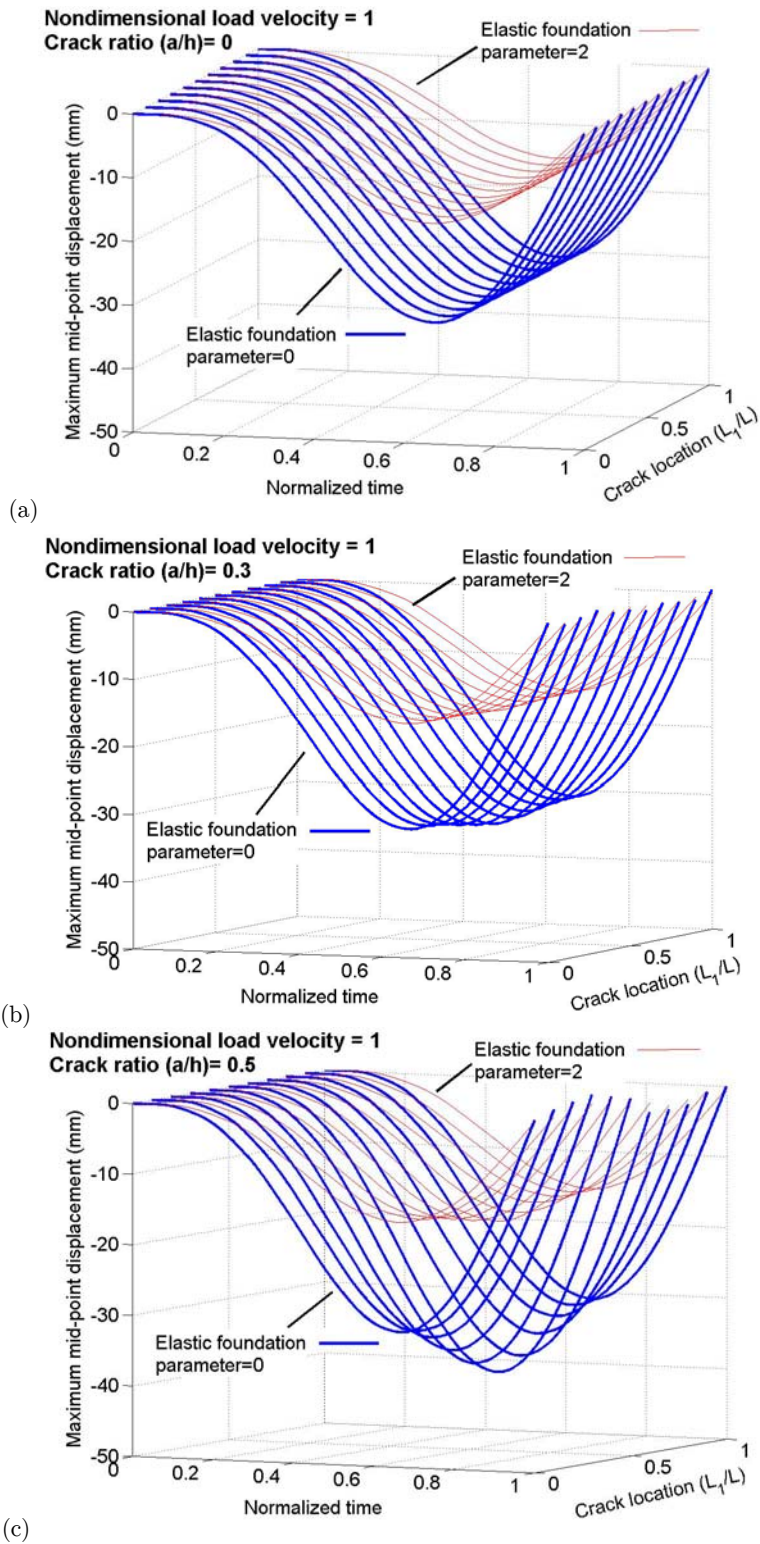 Nondimensional load velocity = 1
Crack ratio (a/h)= 0
Elastic foundation
parameter=2
Maximum mid-point displacement (mm)
0
-10
-20
-30
-40
-50
Elastic foundation
parameter=0
0
0.2
0.4
0.6
0.8
1
Normalized time
0
0.5
1
Crack location (L1/L)
(a)
Nondimensional load velocity = 1
Crack ratio (a/h)= 0.3
Elastic foundation
parameter=2
Maximum mid-point displacement (mm)
0
-10
-20
-30
-40
-50
Elastic foundation
parameter=0
0
0.2
0.4
0.6
0.8
1
Normalized time
0
0.5
1
Crack location (L1/L)
(b)
Nondimensional load velocity = 1
Crack ratio (a/h)= 0.5
Elastic foundation
parameter=2
Maximum mid-point displacement (mm)
0
-10
-20
-30
-40
-50
Elastic foundation
parameter=0
0
0.2
0.4
0.6
0.8
1
Normalized time
0
0.5
1
Crack location (L1/L)
(c)